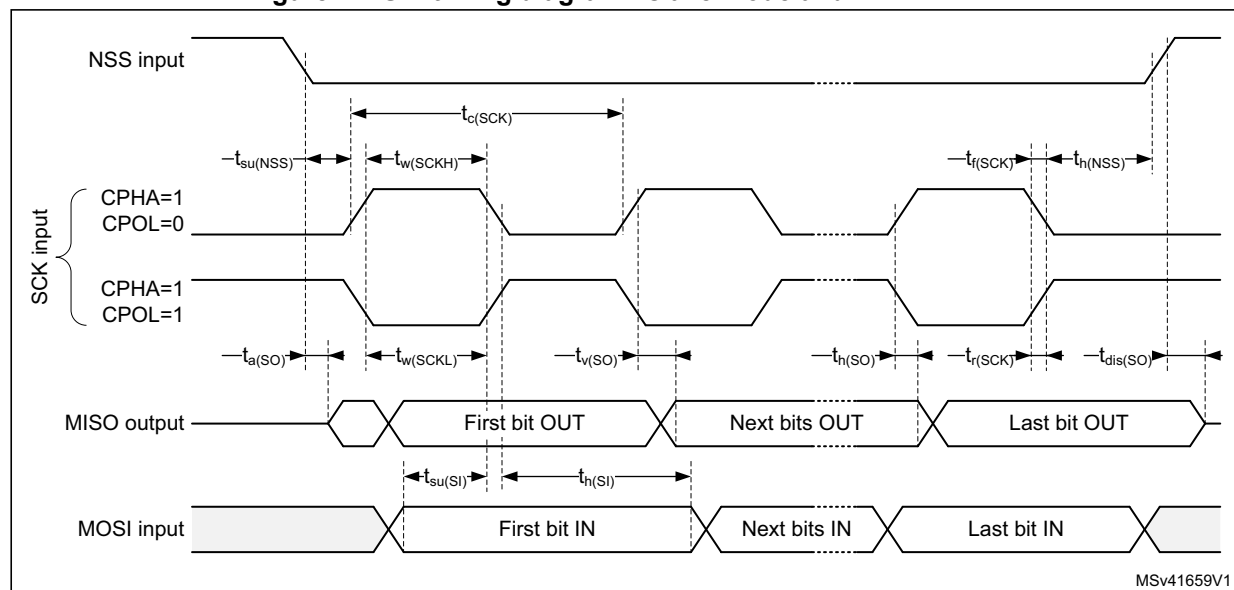 NSS input
tc(SCK)
tsu(NSS) tw(SCKH) tf(SCK) th(NSS)
CPHA=1
CPOL=0
SCK input
CPHA=1
CPOL=1
ta(SO) tw(SCKL) tv(SO) th(SO) tr(SCK) tdis(SO)
MISO output First bit OUT Next bits OUT Last bit OUT
tsu(SI) th(SI)
MOSI input First bit IN Next bits IN Last bit IN
MSv41659V1